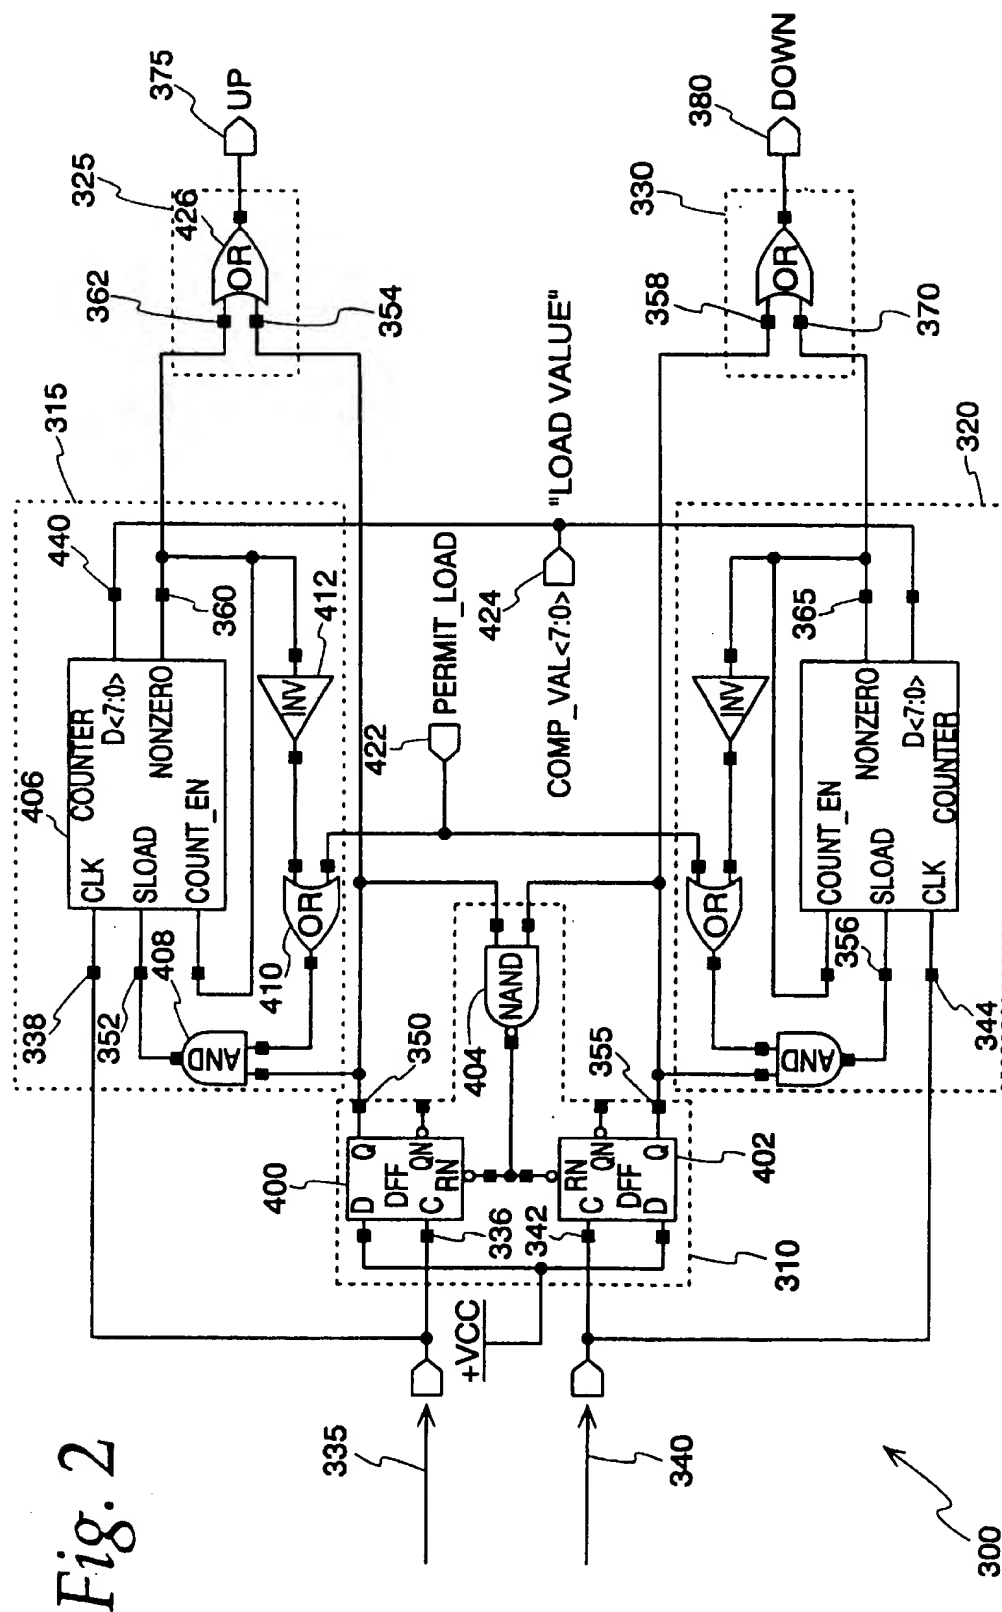 Fig. 2
300
335
340
+VCC
310
336
342
400
D
Q
DFF
QN
C
RN
402
RN
QN
C
DFF
D
Q
350
355
404
NAND
338
352
408
AND
410
OR
406
COUNTER
CLK
D<7:0>
SLOAD
NONZERO
COUNT_EN
440
360
412
INV
315
422
PERMIT_LOAD
424
COMP_VAL<7:0>
"LOAD VALUE"
OR
INV
AND
356
344
COUNT_EN
NONZERO
SLOAD
D<7:0>
CLK
COUNTER
365
320
362
354
OR
426
325
375
UP
358
370
OR
330
380
DOWN